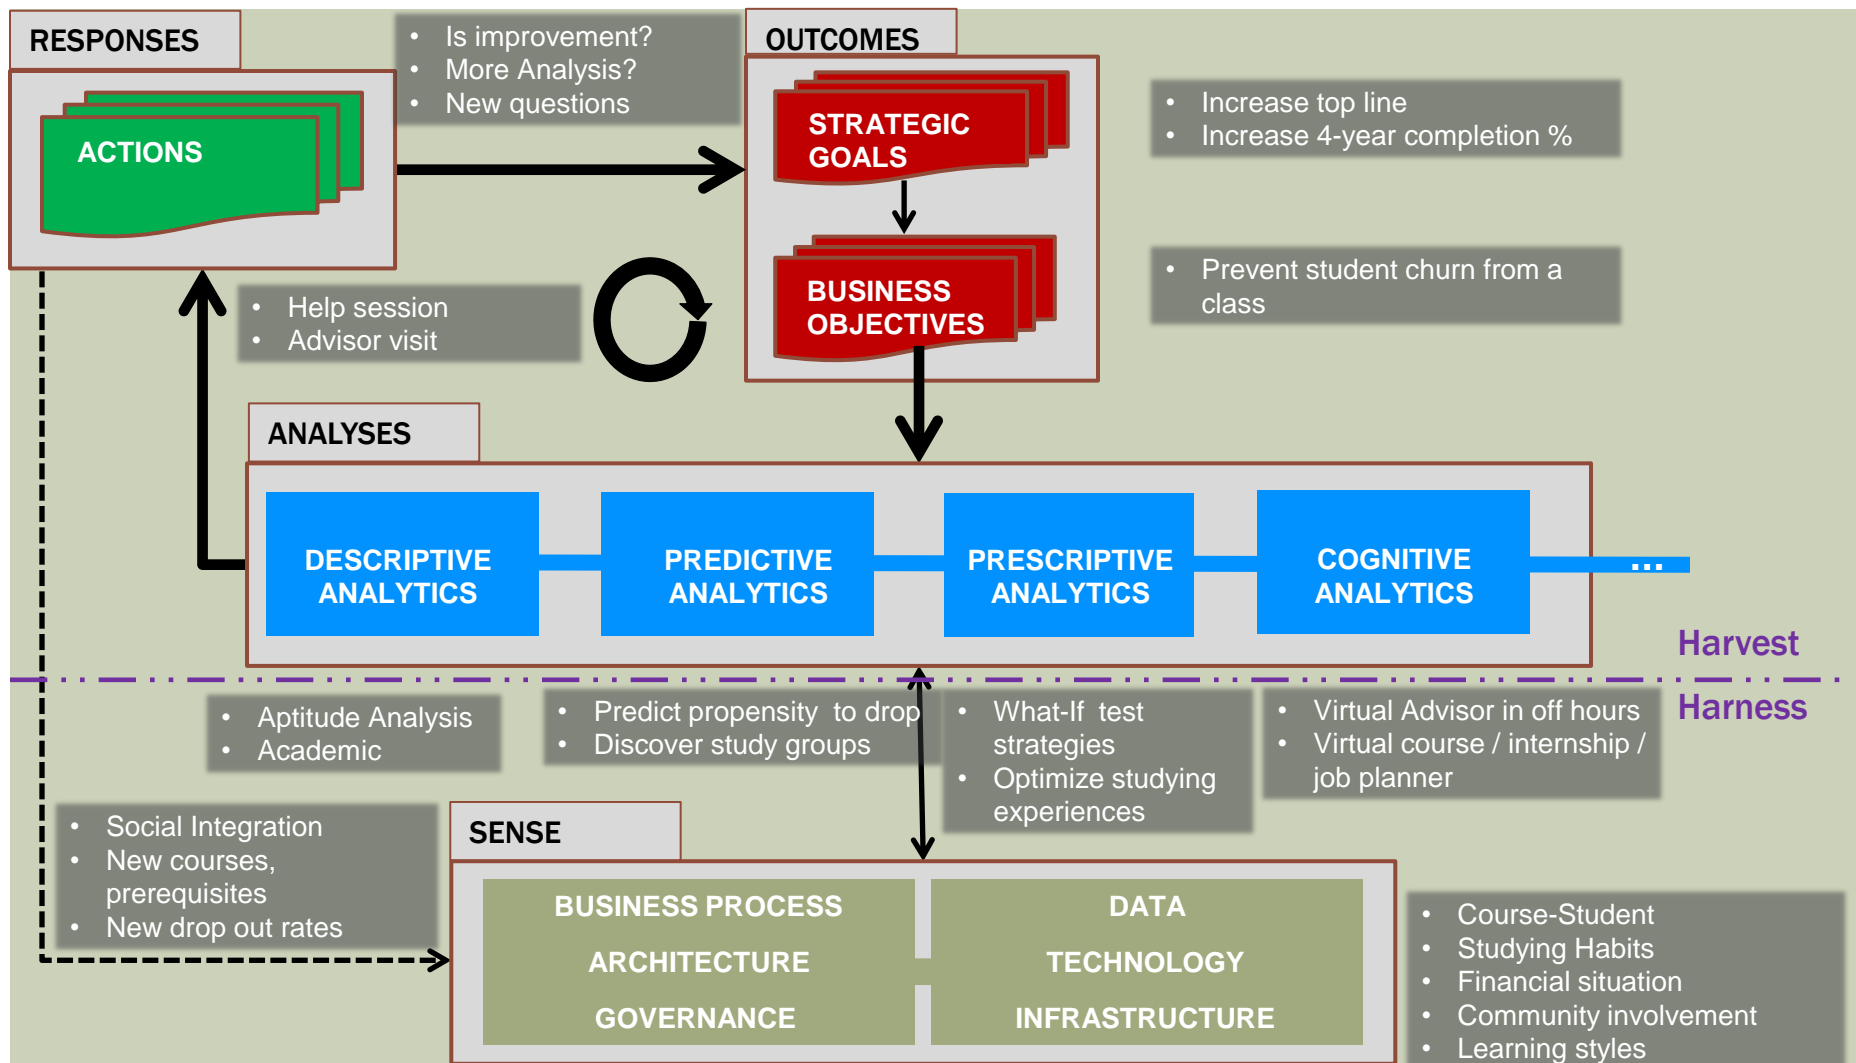 RESPONSES
ACTIONS
• Is improvement?
• More Analysis?
• New questions
OUTCOMES
STRATEGIC
GOALS
BUSINESS
OBJECTIVES
• Increase top line
• Increase 4-year completion %
• Prevent student churn from a
class
• Help session
• Advisor visit
ANALYSES
DESCRIPTIVE
ANALYTICS
PREDICTIVE
ANALYTICS
PRESCRIPTIVE
ANALYTICS
COGNITIVE
ANALYTICS
...
Harvest
Harness
• Aptitude Analysis
• Academic
• Predict propensity to drop
• Discover study groups
• What-If test
strategies
• Optimize studying
experiences
• Virtual Advisor in off hours
• Virtual course / internship /
job planner
• Social Integration
• New courses,
prerequisites
• New drop out rates
SENSE
BUSINESS PROCESS
ARCHITECTURE
GOVERNANCE
DATA
TECHNOLOGY
INFRASTRUCTURE
• Course-Student
• Studying Habits
• Financial situation
• Community involvement
• Learning styles